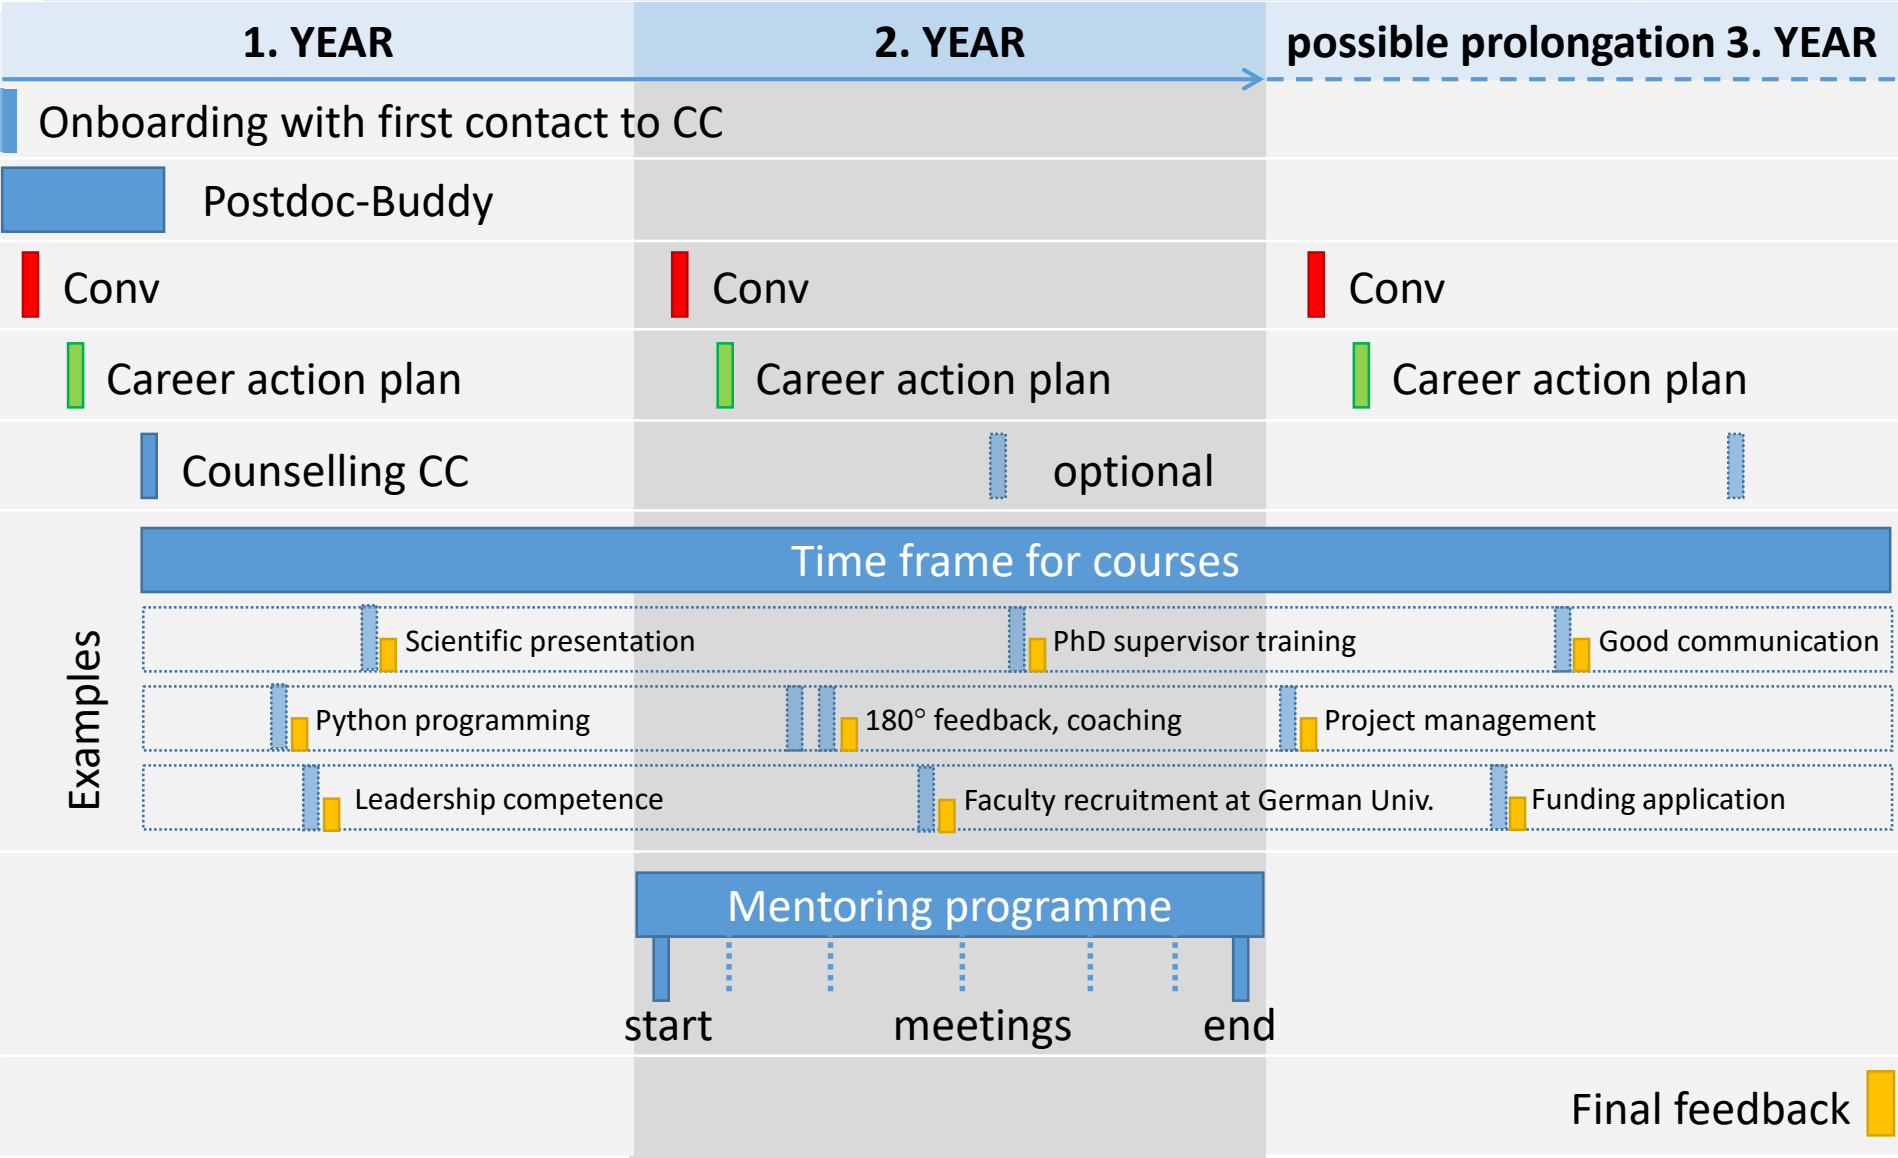 1. YEAR
2. YEAR
possible prolongation 3. YEAR
Onboarding with first contact to CC
Postdoc-Buddy
Conv
Conv
Conv
Career action plan
Career action plan
Career action plan
Counselling CC
optional
Time frame for courses
Examples
Scientific presentation
PhD supervisor training
Good communication
Python programming
180° feedback, coaching
Project management
Leadership competence
Faculty recruitment at German Univ.
Funding application
Mentoring programme
start
meetings
end
Final feedback